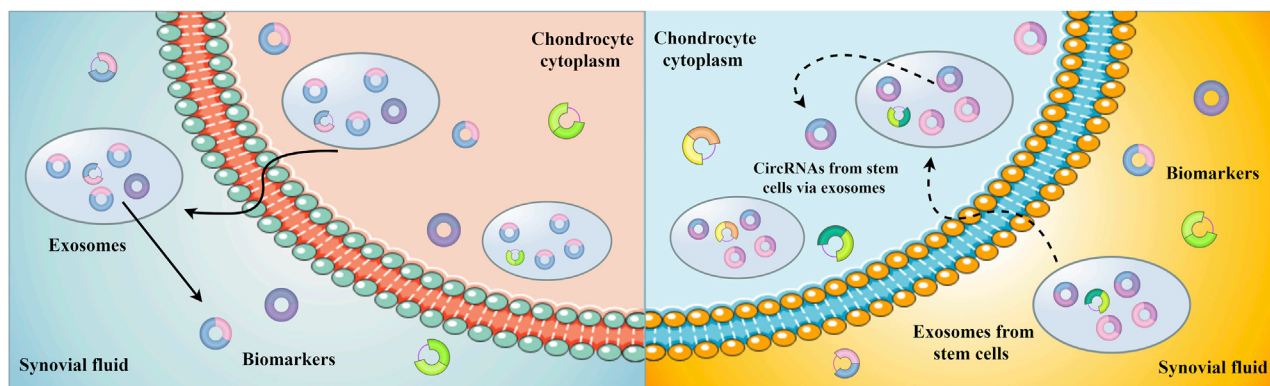 Chondrocyte
cytoplasm
Exosomes
Biomarkers
Synovial fluid
Chondrocyte
cytoplasm
CircRNAs from stem
cells via exosomes
Biomarkers
Exosomes from
stem cells
Synovial fluid